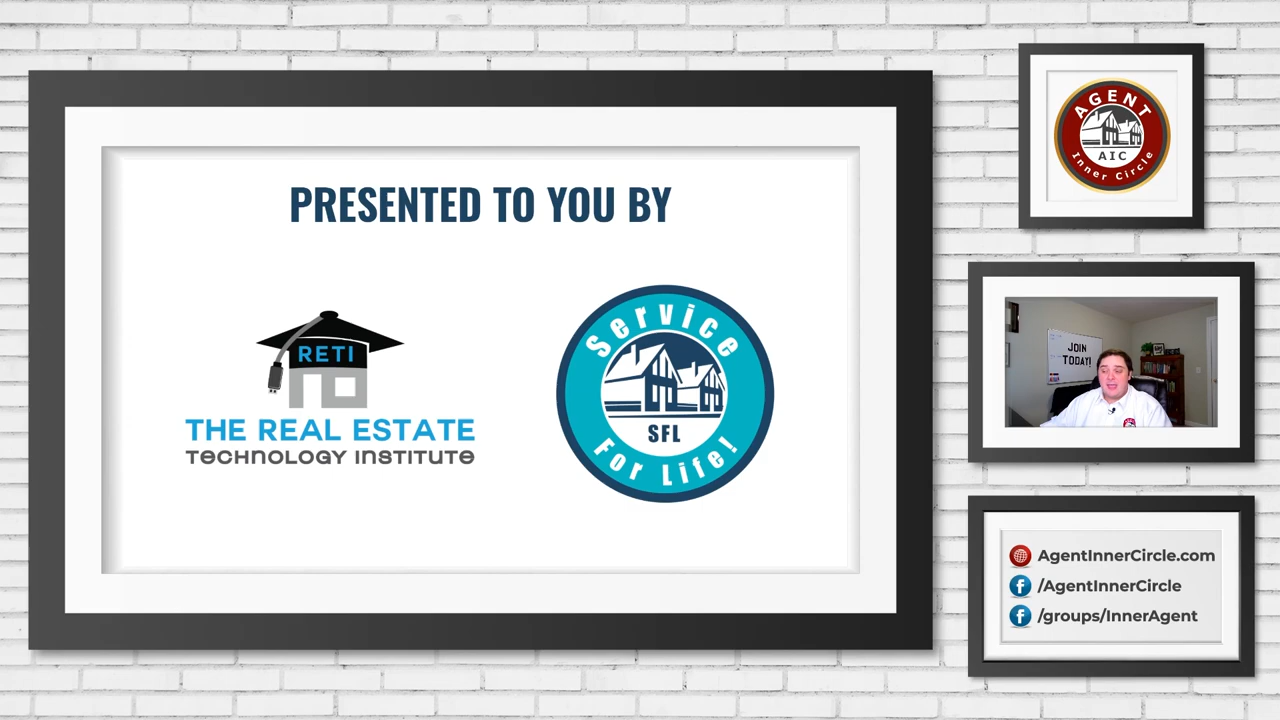 PRESENTED TO YOU BY
RETI
THE REAL ESTATE
TECHNOLOGY INSTITUTE
Service
SFL
For Life!
AGENT
AIC
Inner Circle
JOIN
TODAY!
AgentInnerCircle.com
/AgentInnerCircle
/groups/InnerAgent